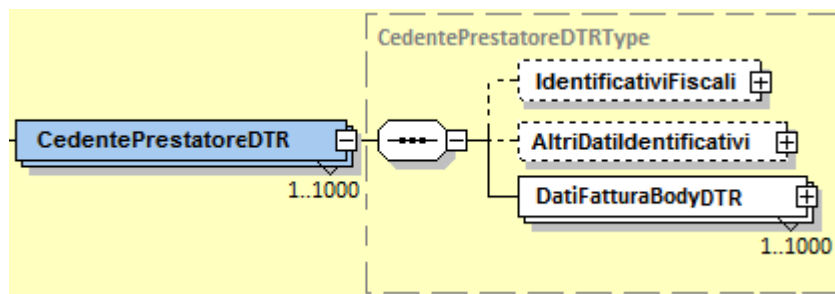 CedentePrestatoreDTRType
IdentificativiFiscali
CedentePrestatoreDTR
AltriDatiIdentificativi
1..1000
DatiFatturaBodyDTR
1..1000